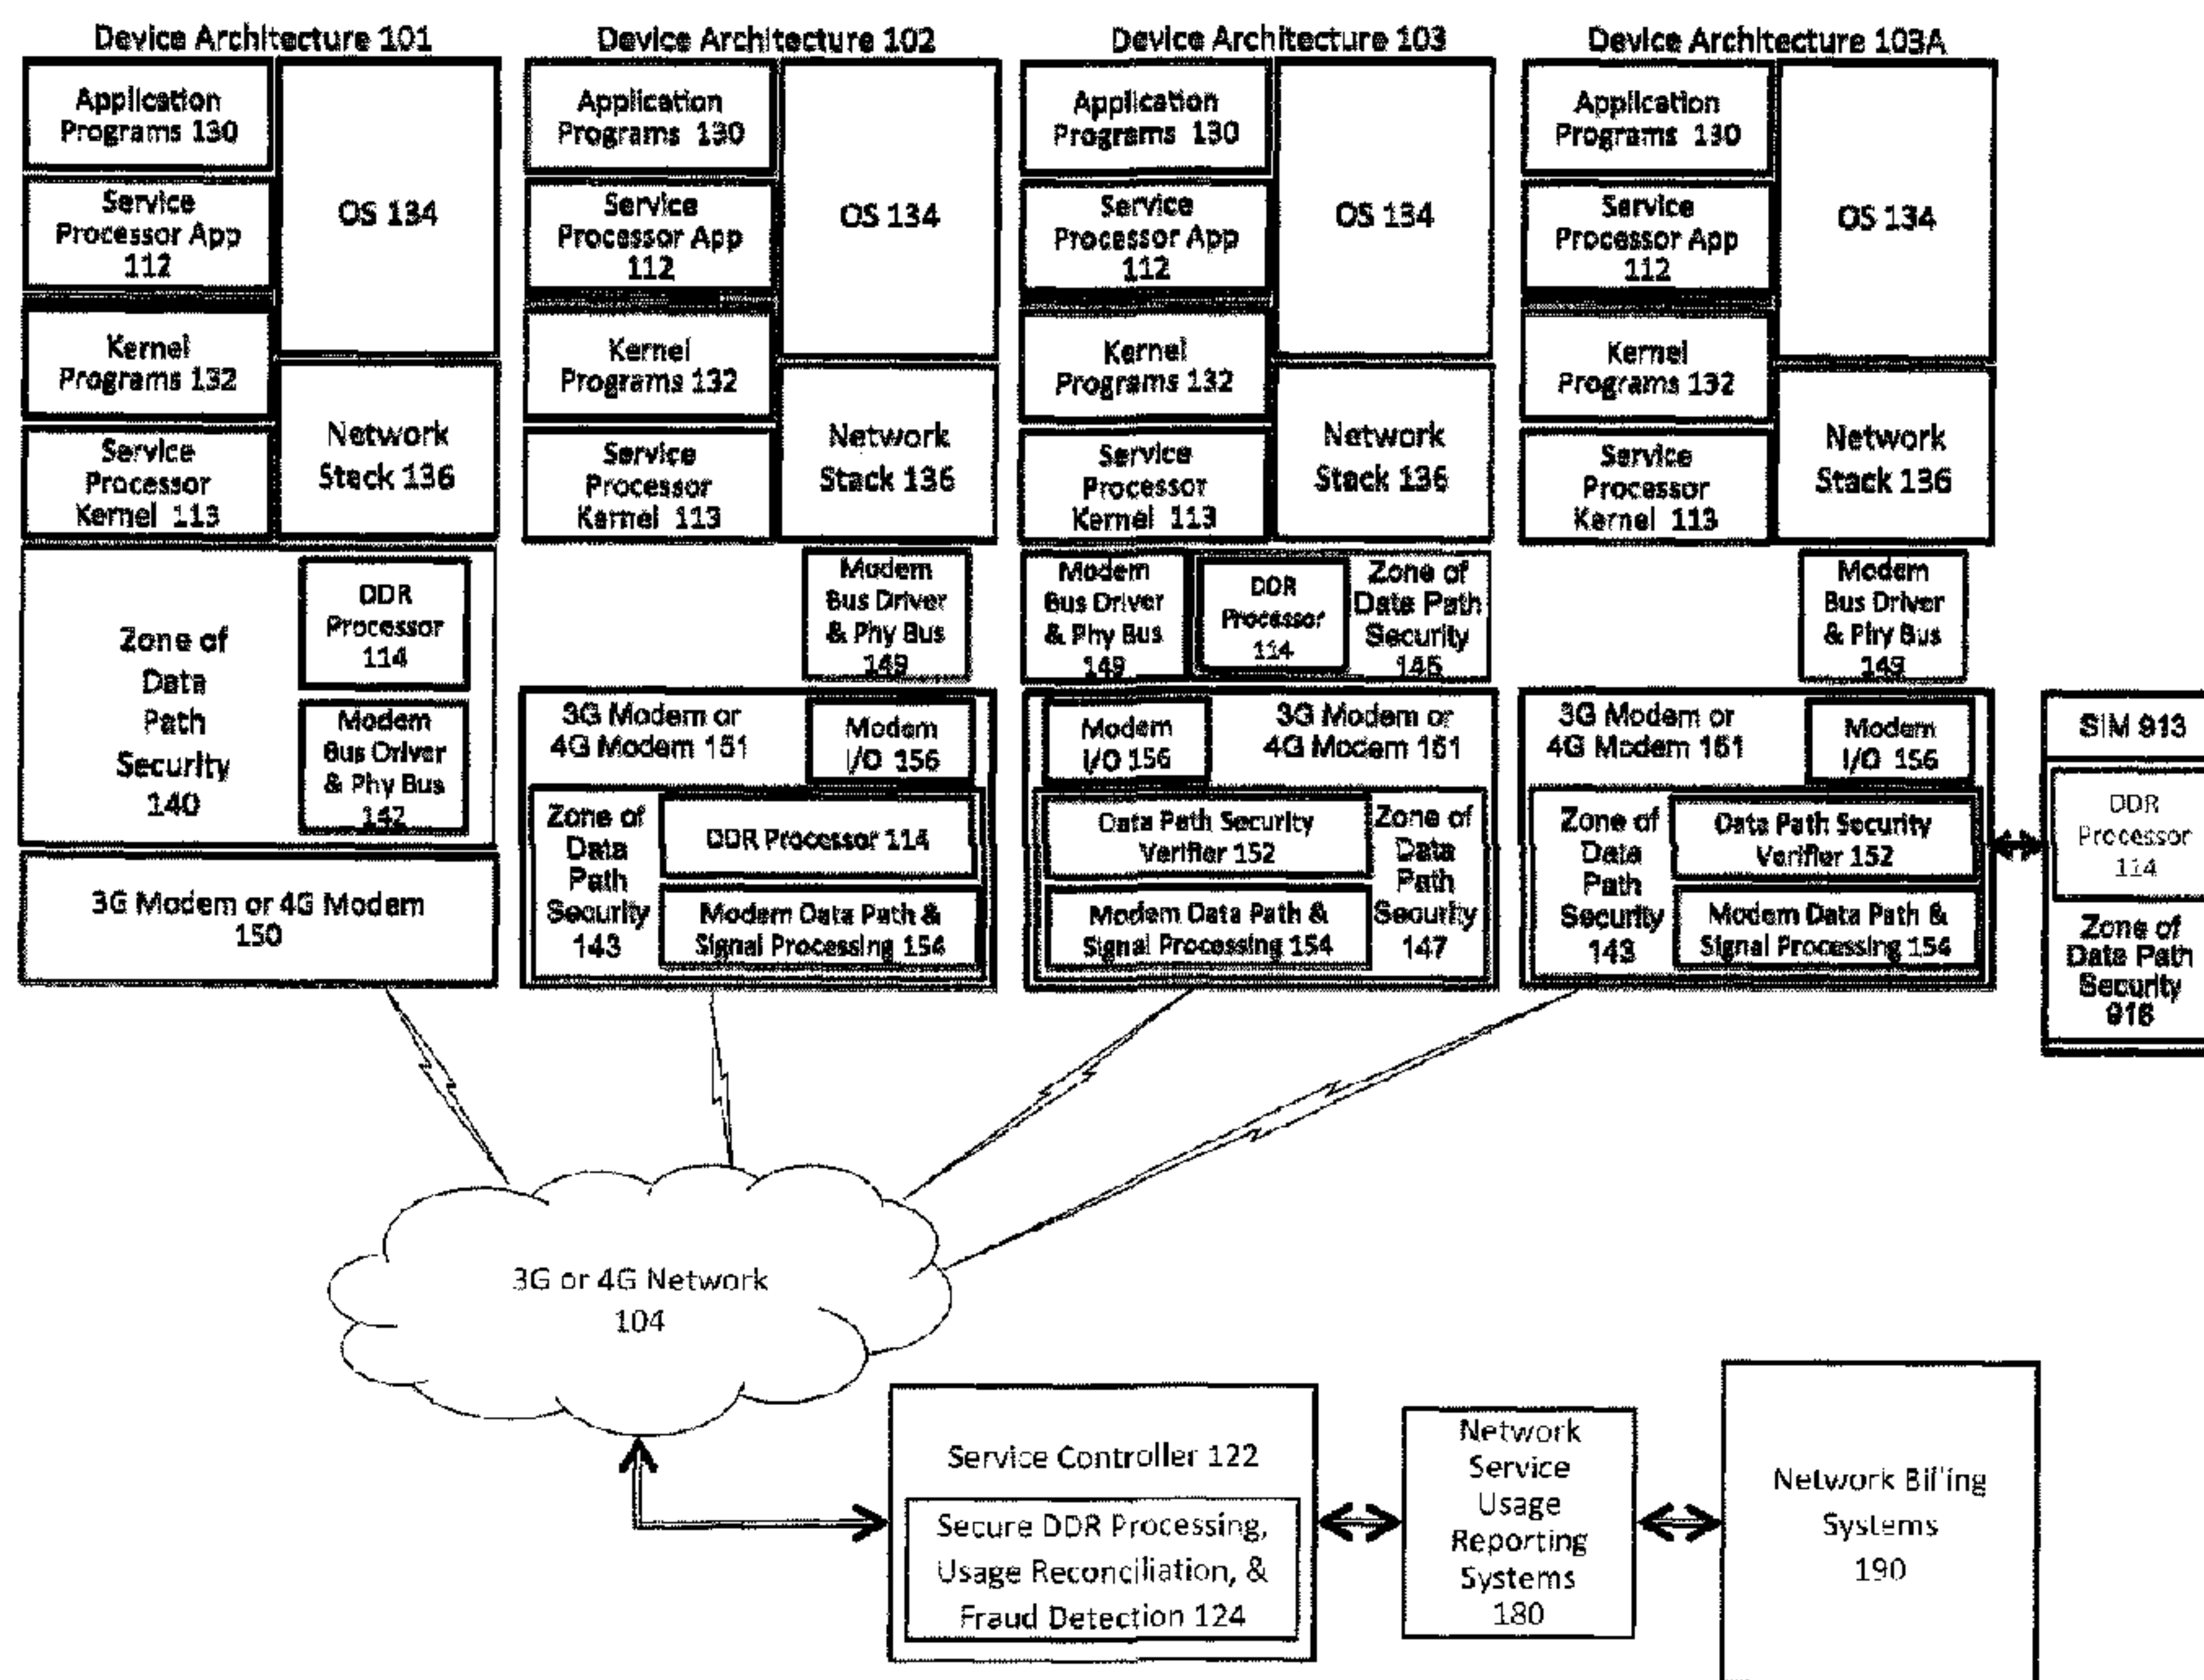 Device Architecture 101
Application
Programs 130
Service
Processor App
112
Kernel
Programs 132
Service
Processor
Kernel 113
OS 134
Network
Stack 136
Zone of
Data
Path
Security
140
DDR
Processor
114
Modem
Bus Driver
& Phy Bus
142
3G Modem or 4G Modem
150
Device Architecture 102
Application
Programs 130
Service
Processor App
112
Kernel
Programs 132
Service
Processor
Kernel 113
OS 134
Network
Stack 136
Modem
Bus Driver
& Phy Bus
149
3G Modem or
4G Modem 151
Modem
I/O 156
Zone of
Data
Path
Security
143
DDR Processor 114
Modem Data Path &
Signal Processing 154
Device Architecture 103
Application
Programs 130
Service
Processor App
112
Kernel
Programs 132
Service
Processor
Kernel 113
OS 134
Network
Stack 136
Modem
Bus Driver
& Phy Bus
149
DDR
Processor
114
Zone of
Data Path
Security
145
Modem
I/O 156
3G Modem or
4G Modem 151
Data Path Security
Verifier 152
Modem Data Path &
Signal Processing 154
Zone of
Data
Path
Security
147
Device Architecture 103A
Application
Programs 130
Service
Processor App
112
Kernel
Programs 132
Service
Processor
Kernel 113
OS 134
Network
Stack 136
Modem
Bus Driver
& Phy Bus
149
3G Modem or
4G Modem 151
Modem
I/O 156
Zone of
Data
Path
Security
143
Data Path Security
Verifier 152
Modem Data Path &
Signal Processing 154
SIM 913
DDR
Processor
114
Zone of
Data Path
Security
918
3G or 4G Network
104
Service Controller 122
Secure DDR Processing,
Usage Reconciliation, &
Fraud Detection 124
Network
Service
Usage
Reporting
Systems
180
Network Billing
Systems
190